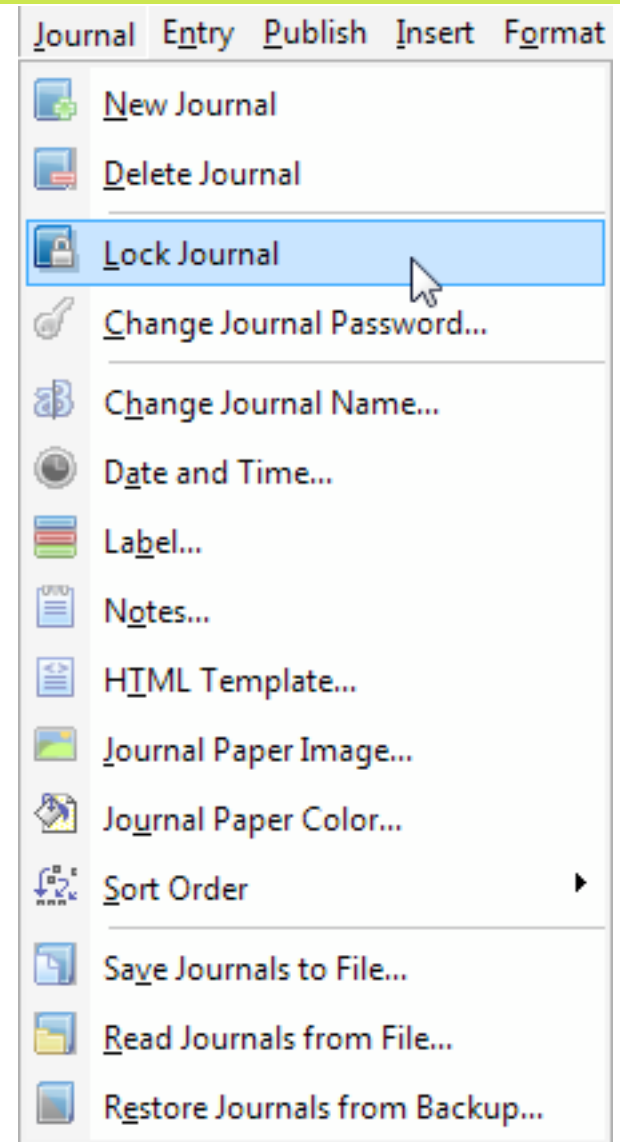 Journal Entry Publish Insert Format
New Journal
Delete Journal
Lock Journal
Change Journal Password...
Change Journal Name...
Date and Time...
Label...
Notes...
HTML Template...
Journal Paper Image...
Journal Paper Color...
Sort Order
Save Journals to File...
Read Journals from File...
Restore Journals from Backup...